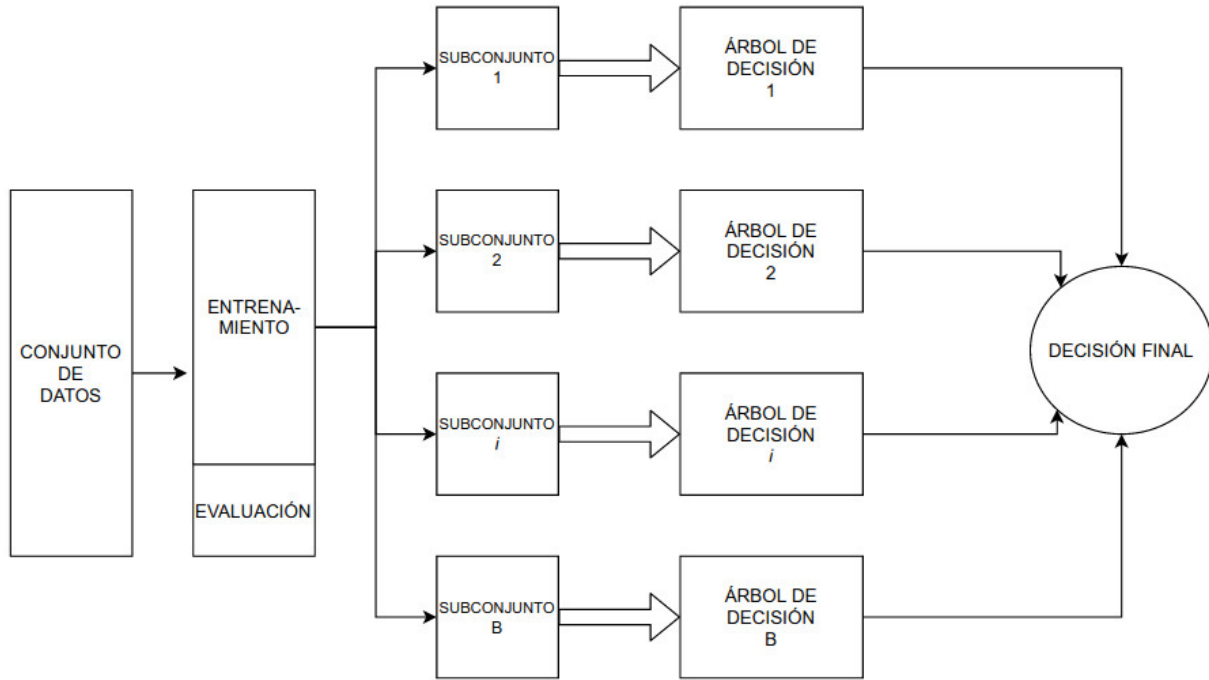 CONJUNTO
DE
DATOS
ENTRENA-
MIENTO
EVALUACIÓN
SUBCONJUNTO
1
ÁRBOL DE
DECISIÓN
1
SUBCONJUNTO
2
ÁRBOL DE
DECISIÓN
2
SUBCONJUNTO
i
ÁRBOL DE
DECISIÓN
i
SUBCONJUNTO
B
ÁRBOL DE
DECISIÓN
B
DECISIÓN FINAL